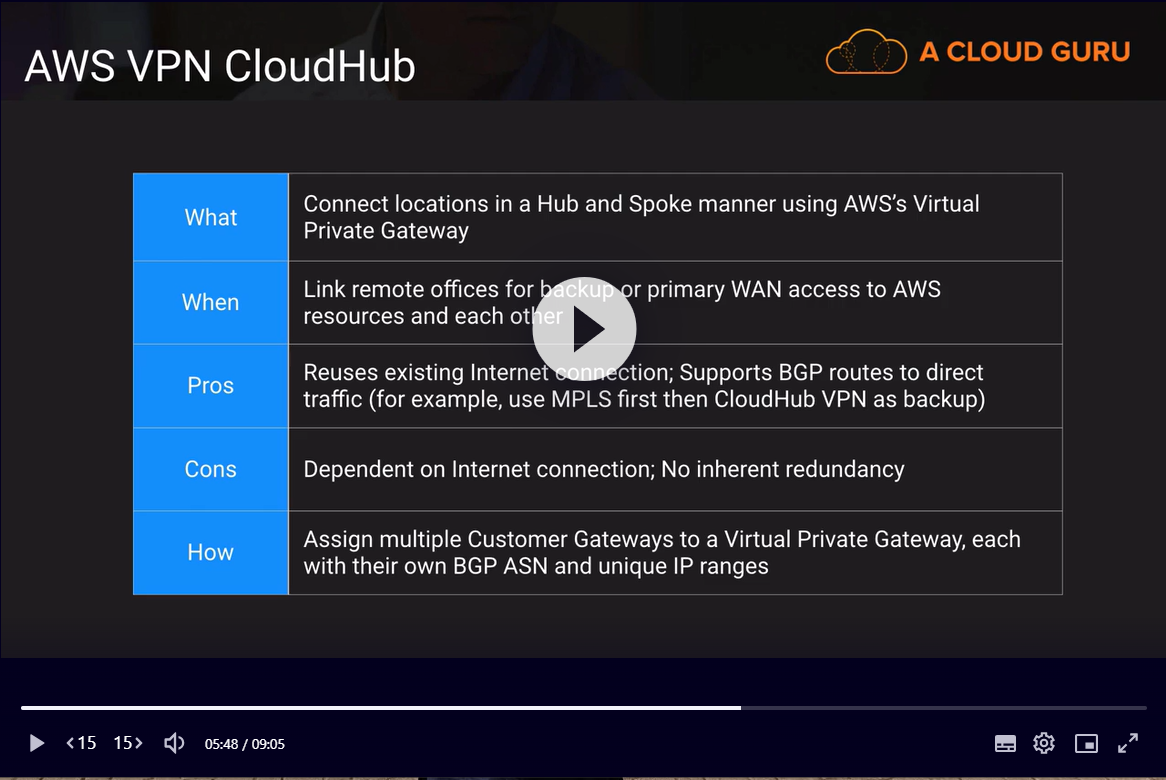 AWS VPN CloudHub
A CLOUD GURU
What
Connect locations in a Hub and Spoke manner using AWS’s Virtual
Private Gateway
When
Link remote offices for backup or primary WAN access to AWS
resources and each other
Pros
Reuses existing Internet connection; Supports BGP routes to direct
traffic (for example, use MPLS first then CloudHub VPN as backup)
Cons
Dependent on Internet connection; No inherent redundancy
How
Assign multiple Customer Gateways to a Virtual Private Gateway, each
with their own BGP ASN and unique IP ranges
<15 15> 05:48 / 09:05